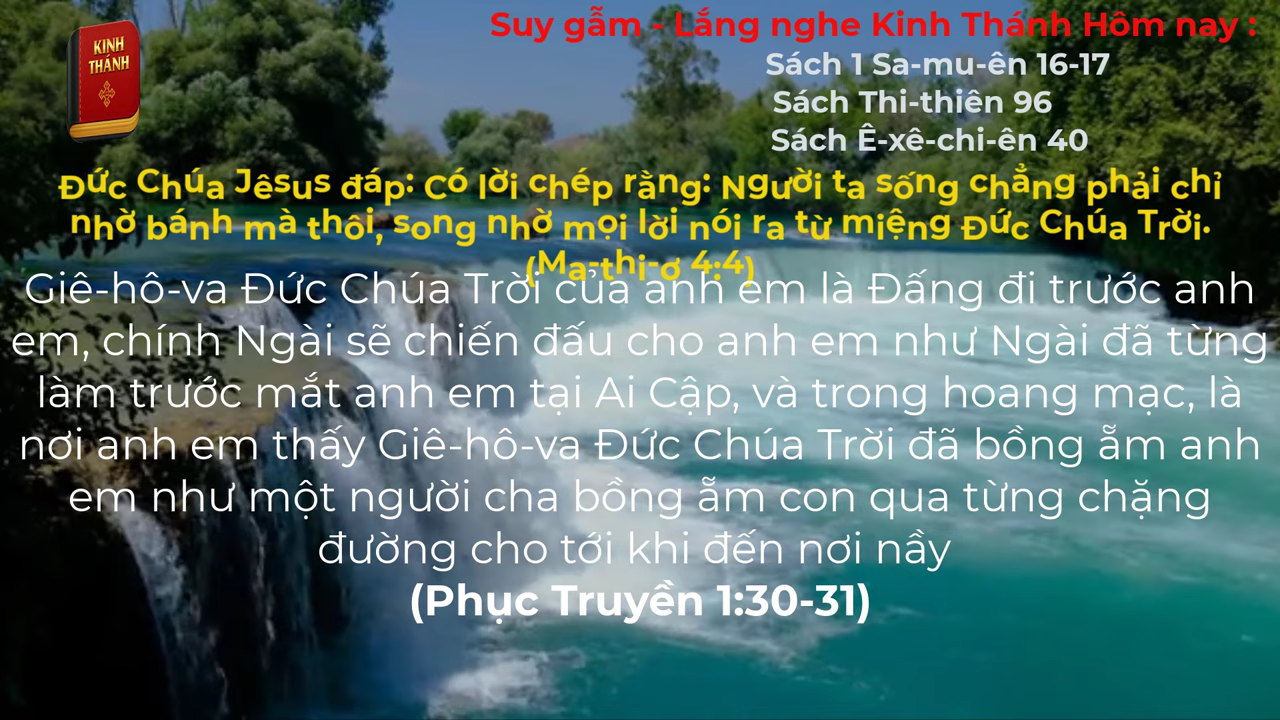 KINH
THÁNH
Suy gẫm - Lắng nghe Kinh Thánh Hôm nay :
Sách 1 Sa-mu-ên 16-17
Sách Thi-thiên 96
Sách Ê-xê-chi-ên 40
Đức Chúa Jêsus đáp: Có lời chép rằng: Người ta sống chẳng phải chỉ
nhờ bánh mà thôi, song nhờ mọi lời nói ra từ miệng Đức Chúa Trời.
(Ma-thi-ơ 4:4)
Giê-hô-va Đức Chúa Trời của anh em là Đấng đi trước anh
em, chính Ngài sẽ chiến đấu cho anh em như Ngài đã từng
làm trước mắt anh em tại Ai Cập, và trong hoang mạc, là
nơi anh em thấy Giê-hô-va Đức Chúa Trời đã bồng ẵm anh
em như một người cha bồng ẵm con qua từng chặng
đường cho tới khi đến nơi nầy
(Phục Truyền 1:30-31)